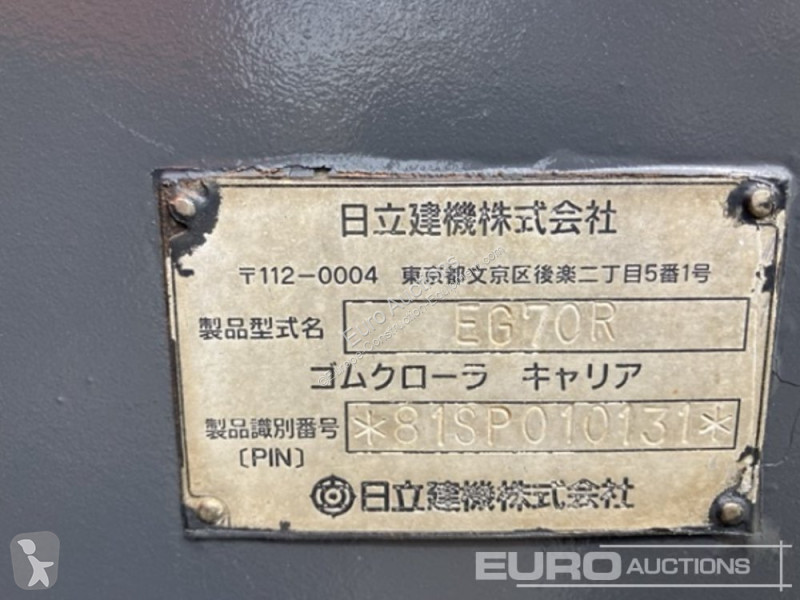 日立建機株式会社
〒112-0004 東京都文京区後楽二丁目5番1号
製品型式名 EG70R
ゴムクローラ キャリア
製品識別番号 *81SP010131*
〔PIN〕
日立建機株式会社
EURO AUCTIONS